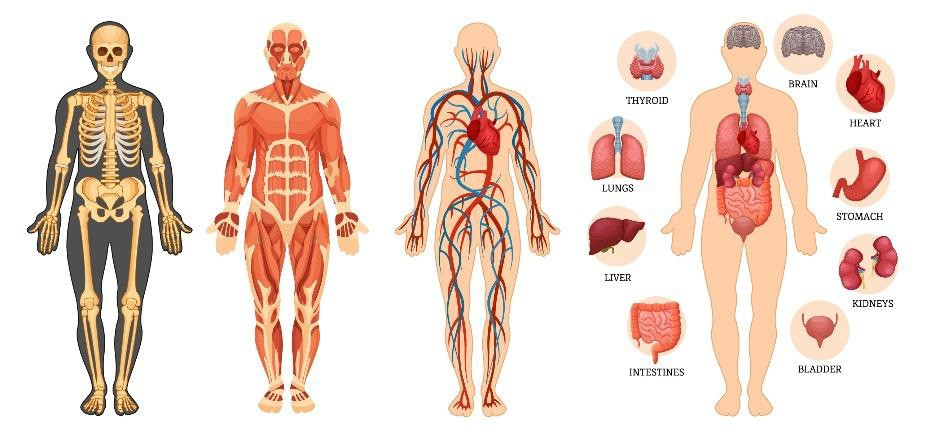 THYROID
BRAIN
HEART
LUNGS
STOMACH
LIVER
KIDNEYS
INTESTINES
BLADDER